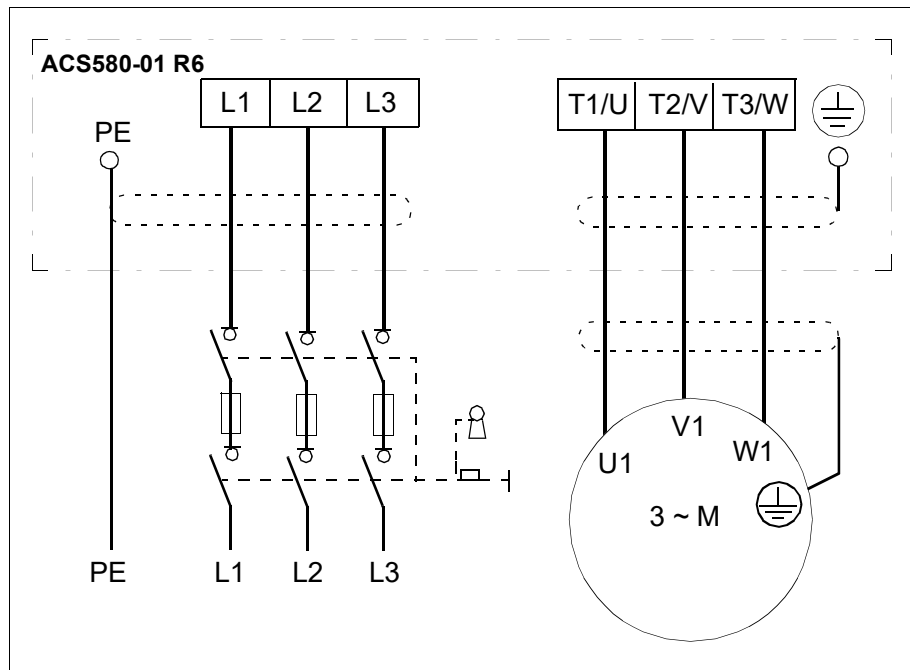 ACS580-01 R6
L1 L2 L3
T1/U T2/V T3/W
PE
V1
U1
W1
3 ~ M
PE L1 L2 L3